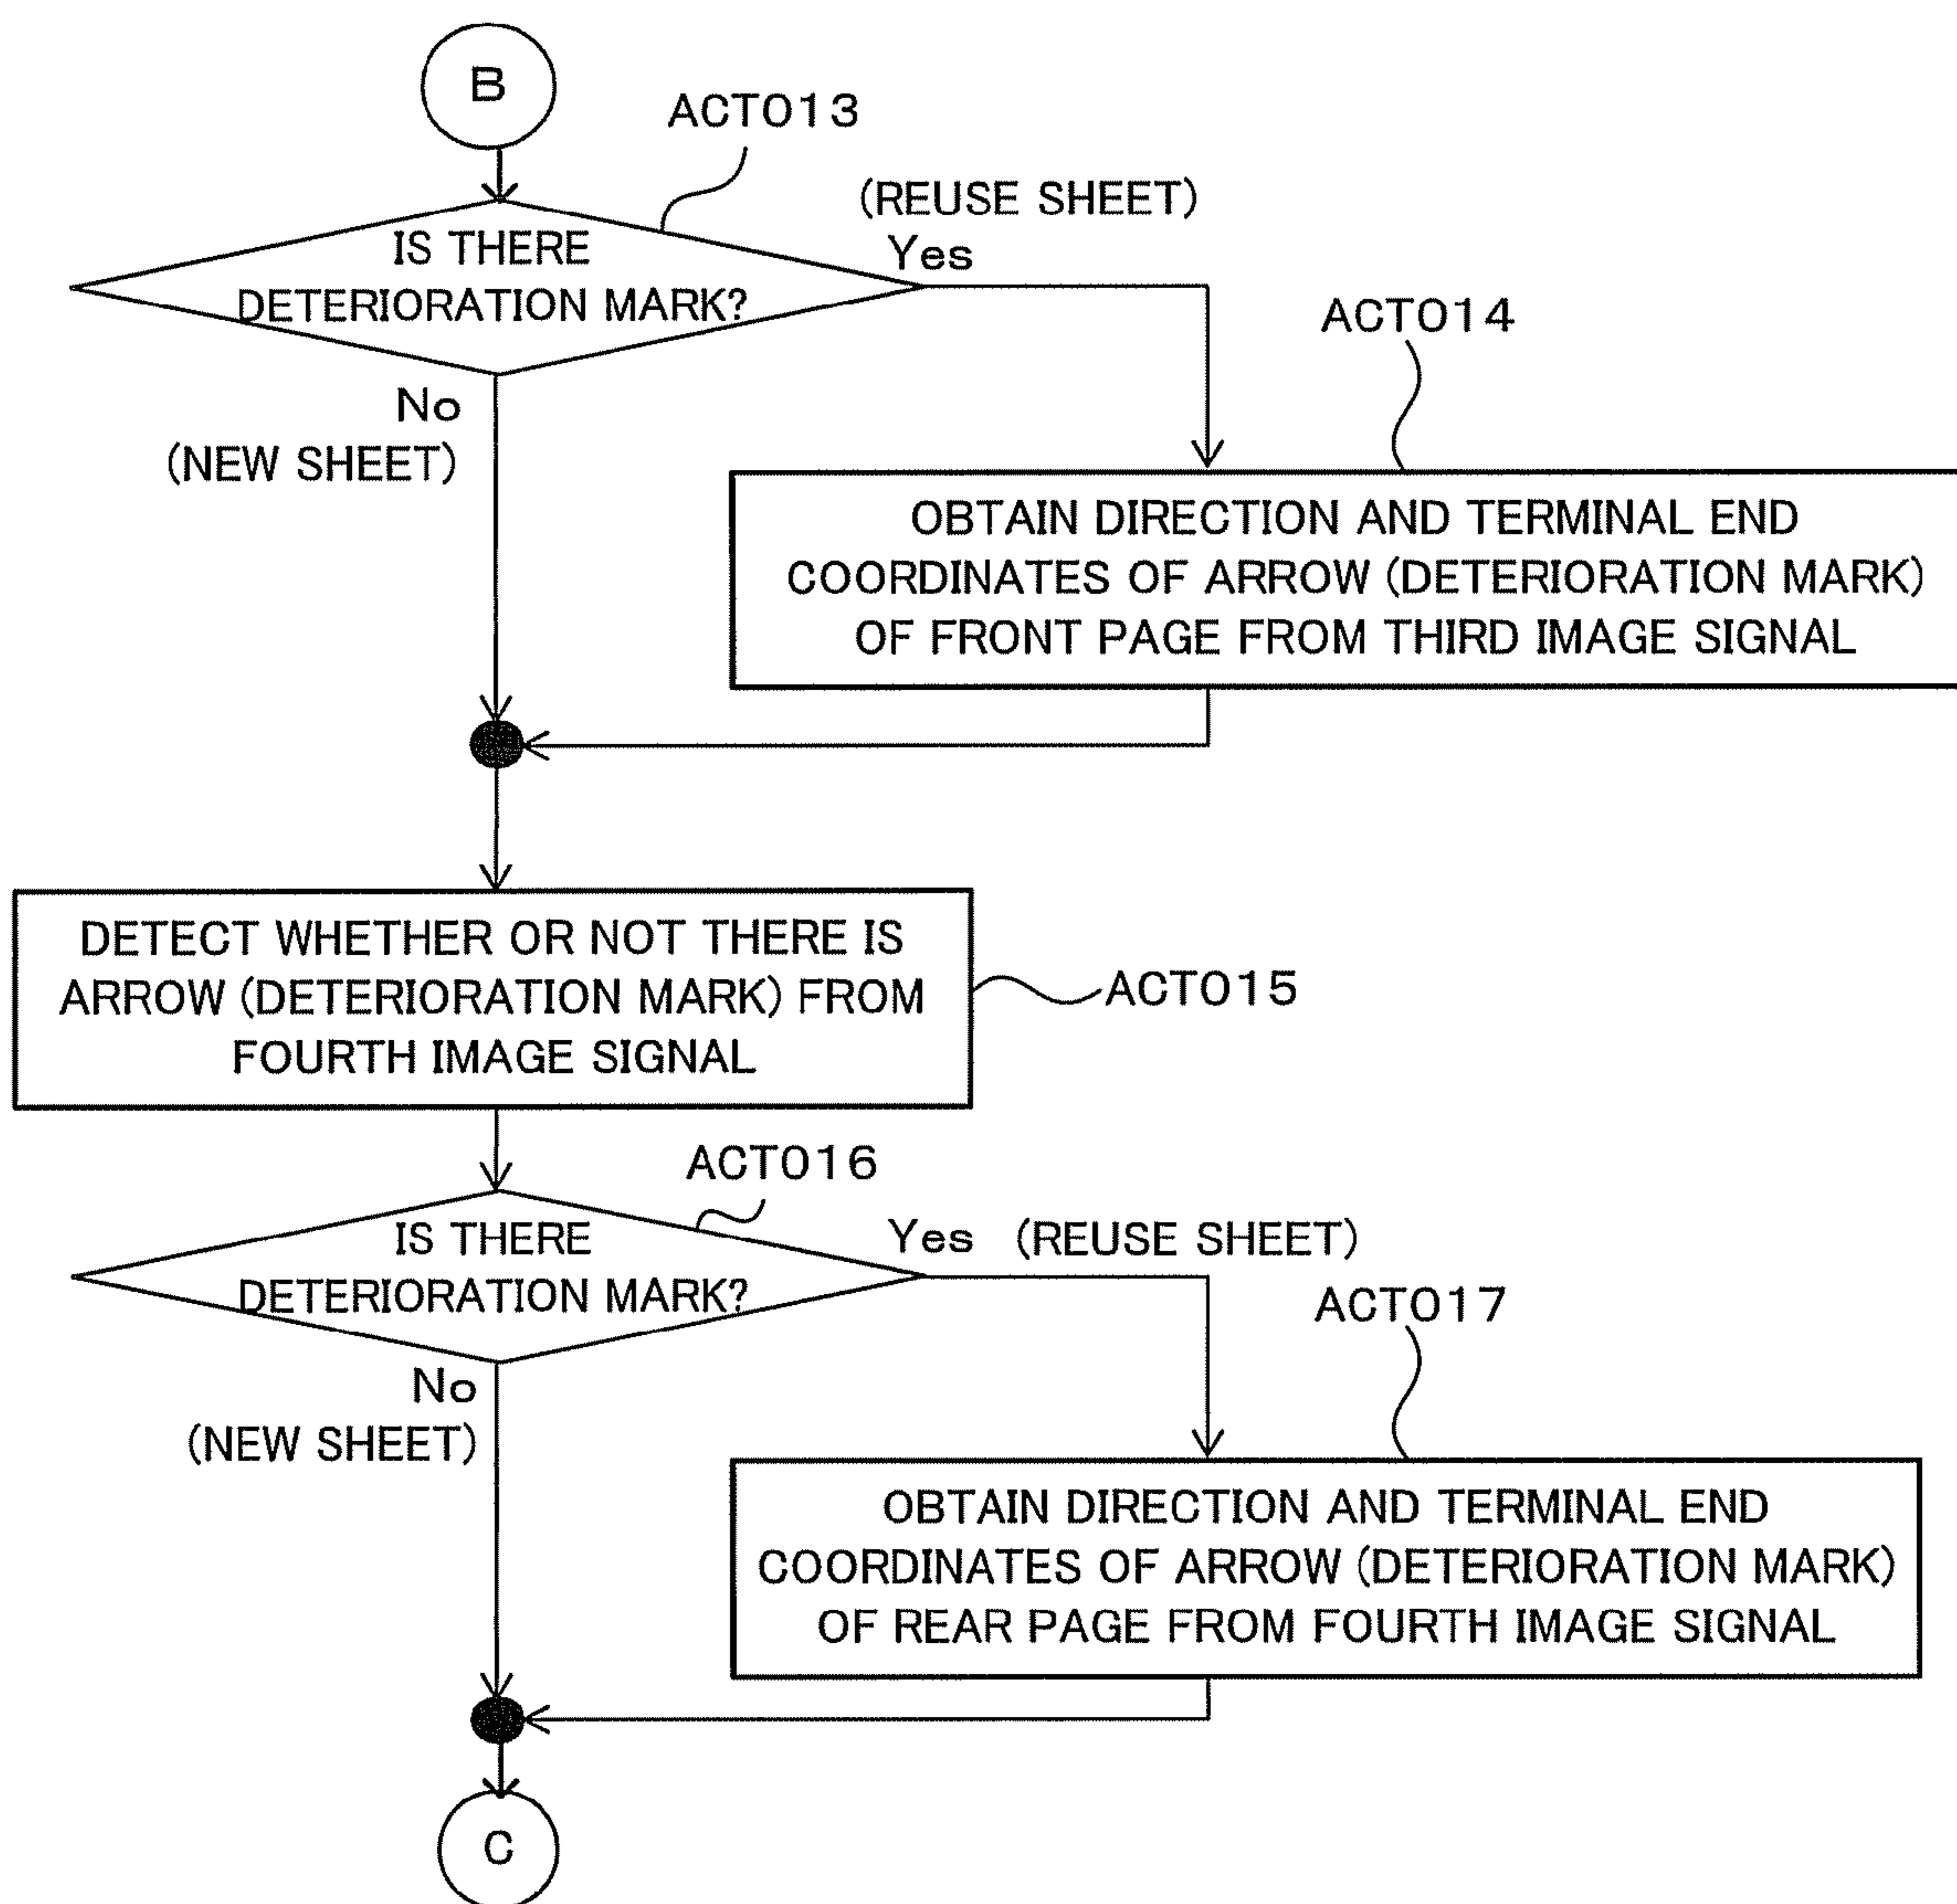 B
ACT013
(REUSE SHEET)
IS THERE
DETERIORATION MARK?
Yes
ACT014
No
(NEW SHEET)
OBTAIN DIRECTION AND TERMINAL END
COORDINATES OF ARROW (DETERIORATION MARK)
OF FRONT PAGE FROM THIRD IMAGE SIGNAL
DETECT WHETHER OR NOT THERE IS
ARROW (DETERIORATION MARK) FROM
FOURTH IMAGE SIGNAL
ACT015
ACT016
IS THERE
DETERIORATION MARK?
Yes (REUSE SHEET)
ACT017
No
(NEW SHEET)
OBTAIN DIRECTION AND TERMINAL END
COORDINATES OF ARROW (DETERIORATION MARK)
OF REAR PAGE FROM FOURTH IMAGE SIGNAL
C